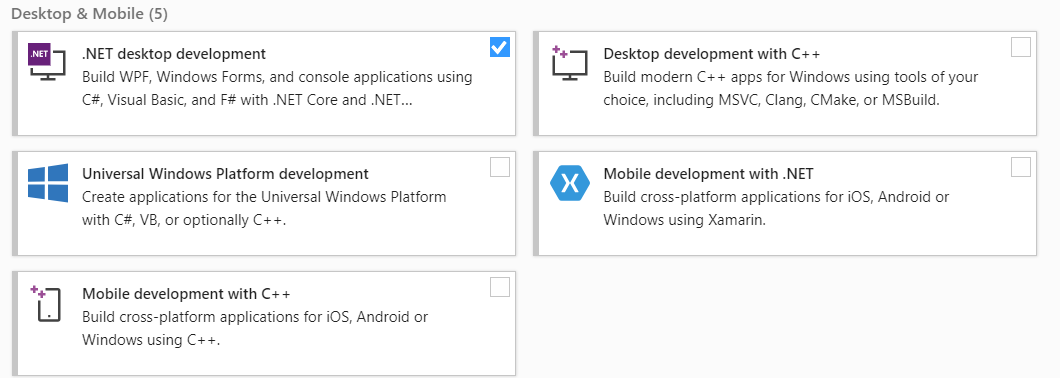 Desktop & Mobile (5)
.NET
.NET desktop development
Build WPF, Windows Forms, and console applications using
C#, Visual Basic, and F# with .NET Core and .NET...
Desktop development with C++
Build modern C++ apps for Windows using tools of your
choice, including MSVC, Clang, CMake, or MSBuild.
Universal Windows Platform development
Create applications for the Universal Windows Platform
with C#, VB, or optionally C++.
Mobile development with .NET
Build cross-platform applications for iOS, Android or
Windows using Xamarin.
Mobile development with C++
Build cross-platform applications for iOS, Android or
Windows using C++.